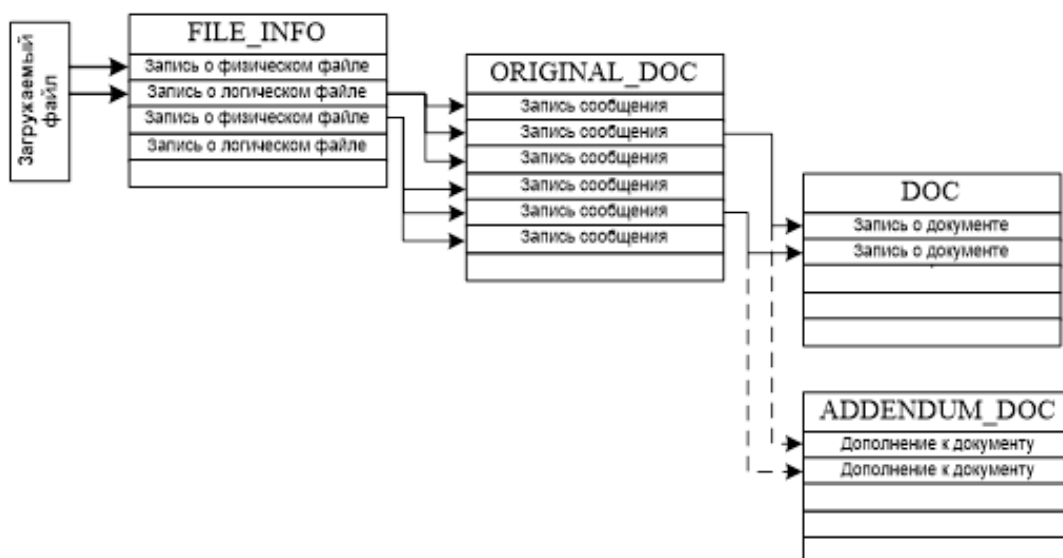 Загружаемый
файл
FILE_INFO
Запись о физическом файле
Запись о логическом файле
Запись о физическом файле
Запись о логическом файле
ORIGINAL_DOC
Запись сообщения
Запись сообщения
Запись сообщения
Запись сообщения
Запись сообщения
Запись сообщения
DOC
Запись о документе
Запись о документе
ADDENDUM_DOC
Дополнение к документу
Дополнение к документу